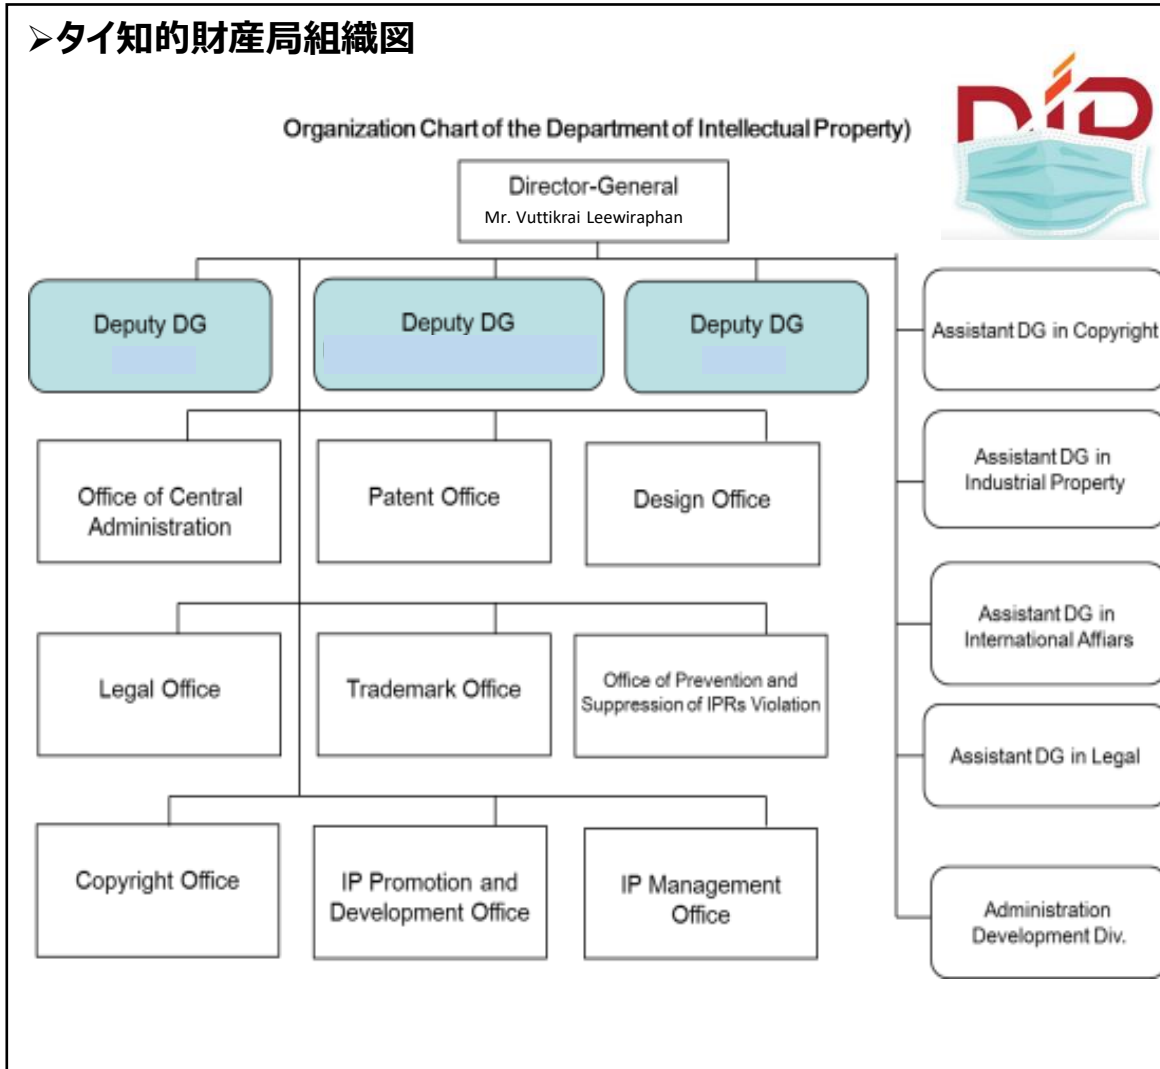 ➢タイ知的財産局組織図
DiP
Organization Chart of the Department of Intellectual Property)
Director-General
Mr. Vuttikrai Leewiraphan
Deputy DG
Deputy DG
Deputy DG
Assistant DG in Copyright
Office of Central
Administration
Patent Office
Design Office
Assistant DG in
Industrial Property
Legal Office
Trademark Office
Office of Prevention and
Suppression of IPRs Violation
Assistant DG in
International Affiars
Assistant DG in Legal
Copyright Office
IP Promotion and
Development Office
IP Management
Office
Administration
Development Div.